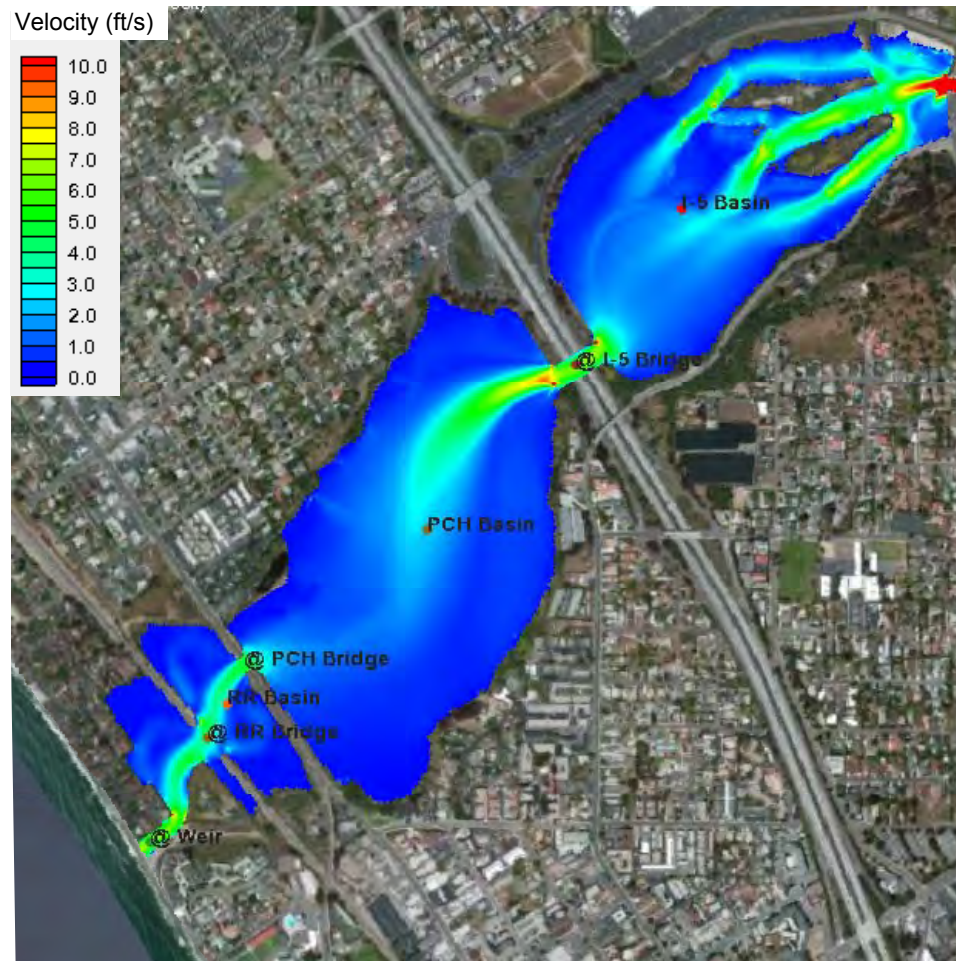 Velocity (ft/s)
10.0
9.0
8.0
7.0
6.0
5.0
4.0
3.0
2.0
1.0
0.0
I-5 Basin
@ I-5 Bridge
PCH Basin
@ PCH Bridge
RR Basin
@ RR Bridge
@ Weir